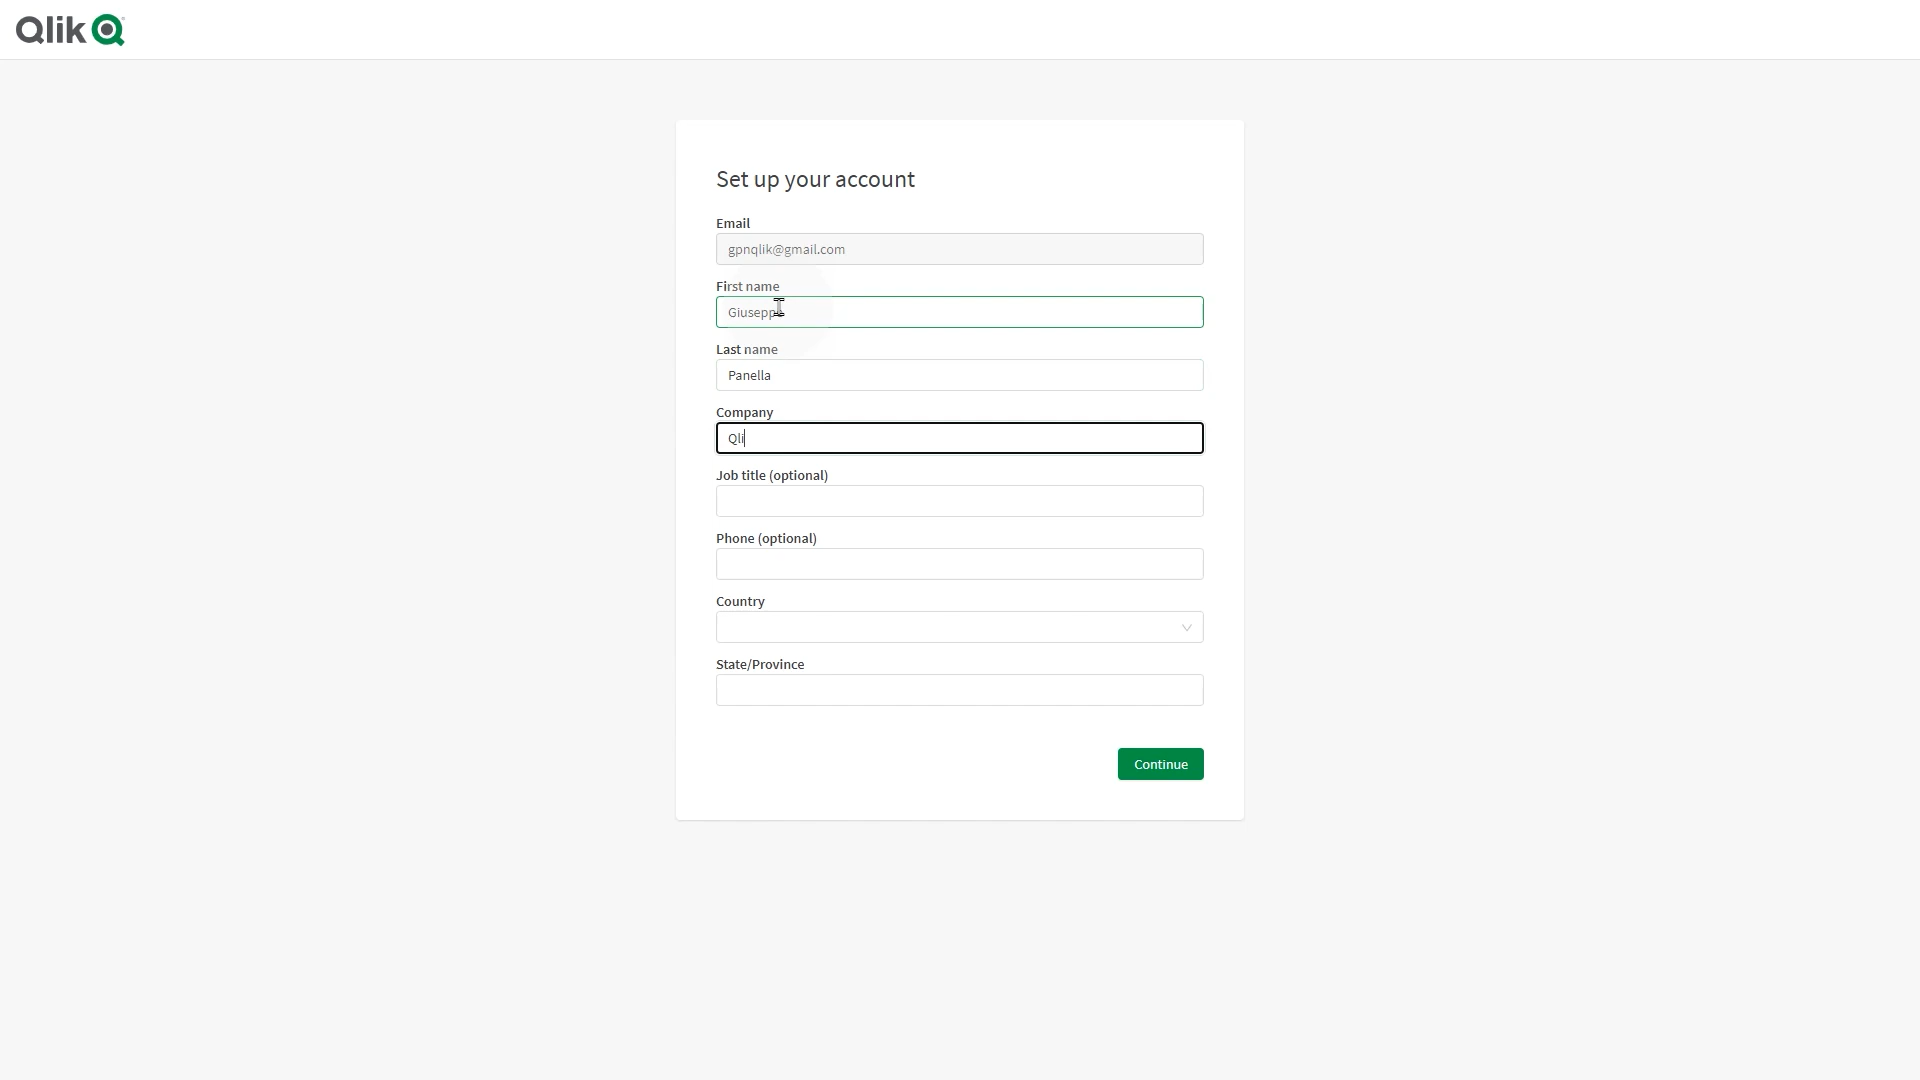 Qlik
Set up your account
Email
gpnqlik@gmail.com
First name
Giuseppe
Last name
Panella
Company
Qli
Job title (optional)
Phone (optional)
Country
State/Province
Continue